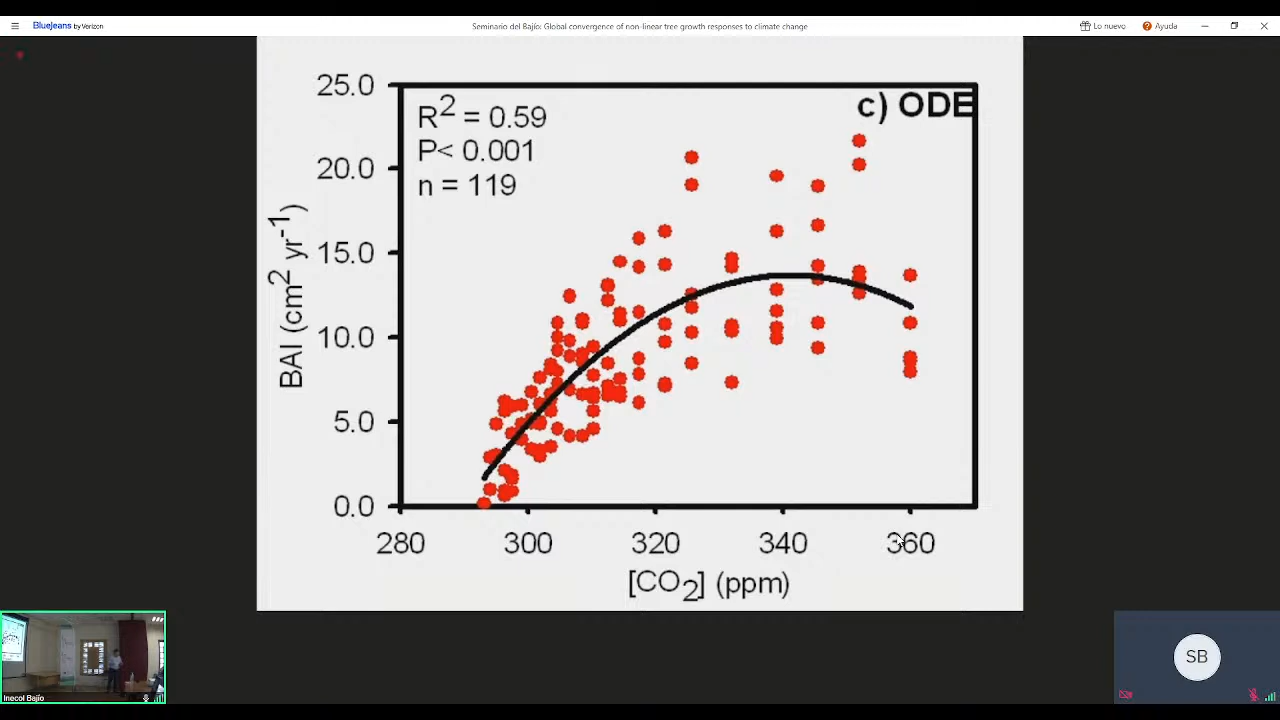 BlueJeans by Verizon
Seminario del Bajío: Global convergence of non-linear tree growth responses to climate change
Lo nuevo
Ayuda
25.0
20.0
15.0
10.0
5.0
0.0
BAI (cm2 yr-1)
R2 = 0.59
P< 0.001
n = 119
c) ODE
280 300 320 340 360
[CO2] (ppm)
Inecol Bajío
SB